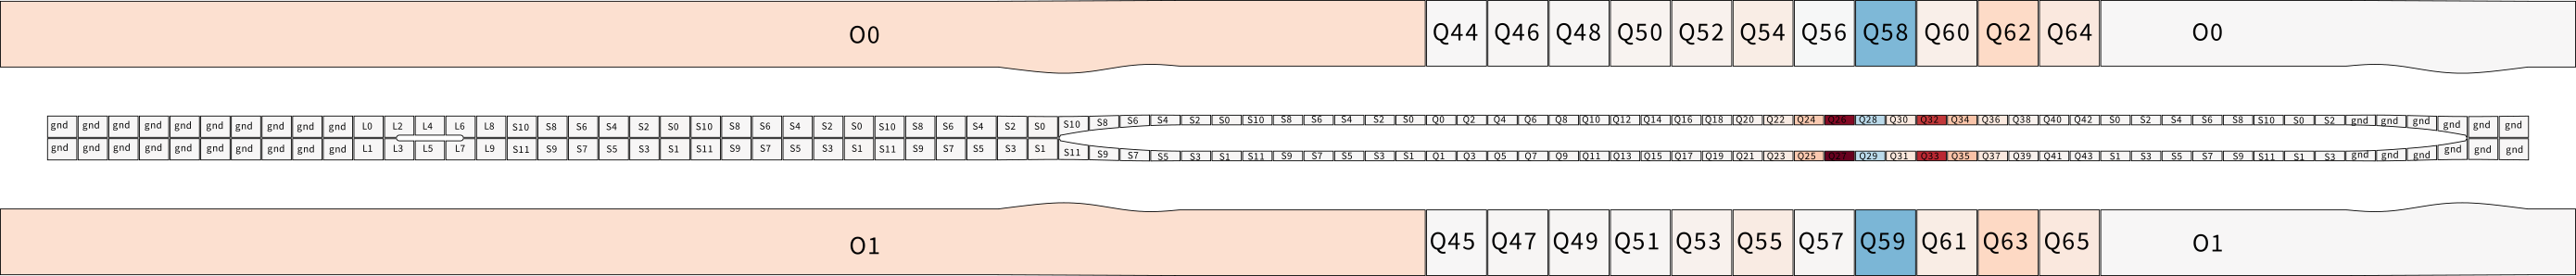 O0 Q44 Q46 Q48 Q50 Q52 Q54 Q56 Q58 Q60 Q62 Q64 O0
gnd gnd gnd gnd gnd gnd gnd gnd gnd gnd L0 L2 L4 L6 L8 S10 S8 S6 S4 S2 S0 S10 S8 S6 S4 S2 S0 S10 S8 S6 S4 S2 S0 S10 S8 S6 S4 S2 S0 S10 S8 S6 S4 S2 S0 Q0 Q2 Q4 Q6 Q8 Q10 Q12 Q14 Q16 Q18 Q20 Q22 Q24 Q26 Q28 Q30 Q32 Q34 Q36 Q38 Q40 Q42 S0 S2 S4 S6 S8 S10 S0 S2 gnd gnd gnd gnd gnd gnd
gnd gnd gnd gnd gnd gnd gnd gnd gnd gnd L1 L3 L5 L7 L9 S11 S9 S7 S5 S3 S1 S11 S9 S7 S5 S3 S1 S11 S9 S7 S5 S3 S1 S11 S9 S7 S5 S3 S1 S11 S9 S7 S5 S3 S1 Q1 Q3 Q5 Q7 Q9 Q11 Q13 Q15 Q17 Q19 Q21 Q23 Q25 Q27 Q29 Q31 Q33 Q35 Q37 Q39 Q41 Q43 S1 S3 S5 S7 S9 S11 S1 S3 gnd gnd gnd gnd gnd gnd
O1 Q45 Q47 Q49 Q51 Q53 Q55 Q57 Q59 Q61 Q63 Q65 O1